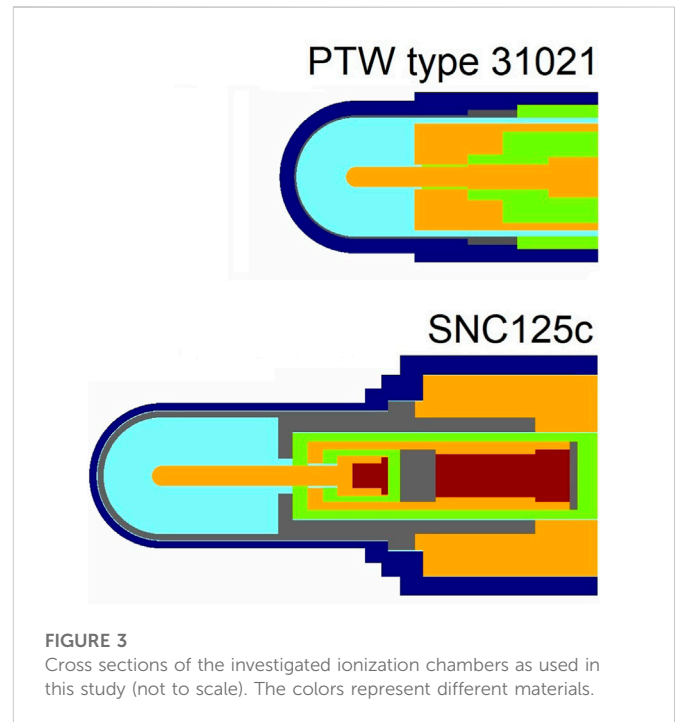 PTW type 31021
SNC125c
FIGURE 3
Cross sections of the investigated ionization chambers as used in
this study (not to scale). The colors represent different materials.